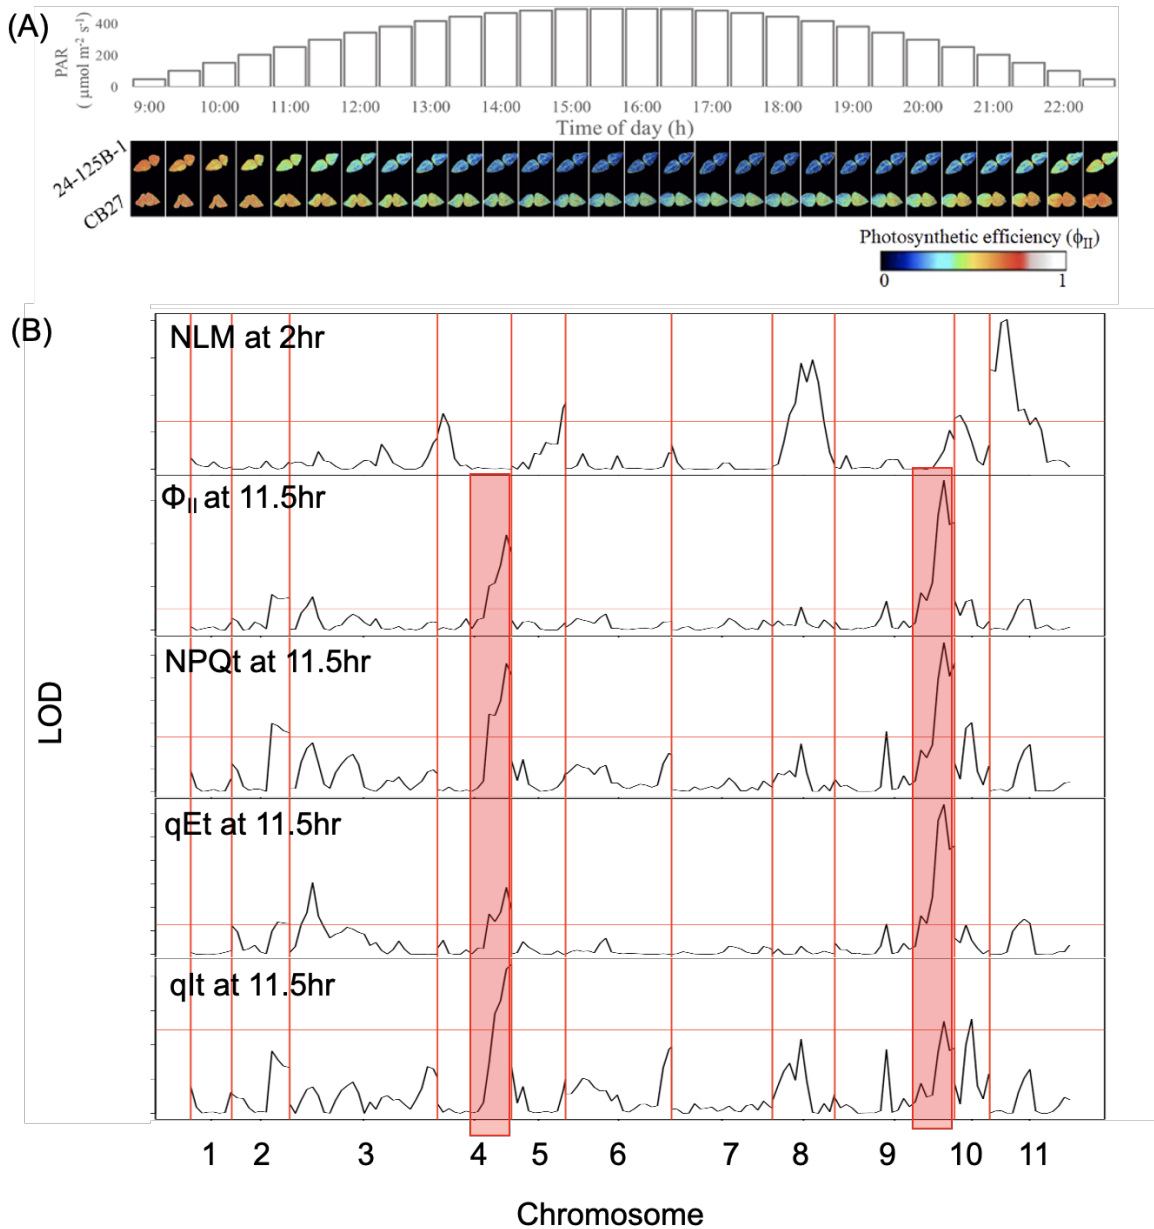 (A)
PAR
( μmol m⁻² s⁻¹)
400
200
0
9:00 10:00 11:00 12:00 13:00 14:00 15:00 16:00 17:00 18:00 19:00 20:00 21:00 22:00
Time of day (h)
24-125B-1
CB27
Photosynthetic efficiency (ϕII)
0 1
(B)
NLM at 2hr
ΦII at 11.5hr
NPQt at 11.5hr
qEt at 11.5hr
qIt at 11.5hr
LOD
1 2 3 4 5 6 7 8 9 10 11
Chromosome